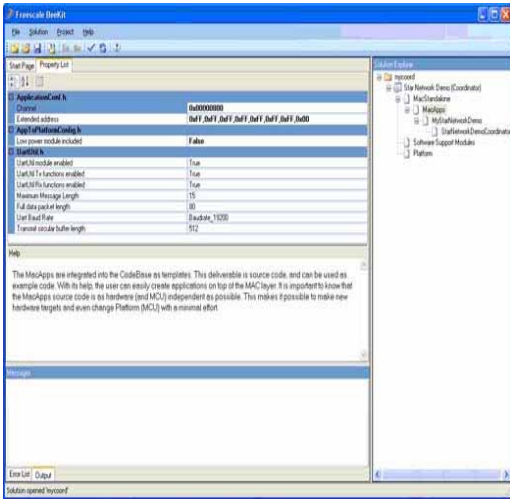 Freescale BeeKit
File Solution Project Help
Start Page Property List
ApplicationConf.h
Channel 0x00000000
Extended address 0xFF,0xFF,0xFF,0xFF,0xFF,0xFF,0xFF,0x00
AppToPlatformConfig.h
Low power module included False
UartUtil.h
UartUtil module enabled True
UartUtil Tx functions enabled True
UartUtil Rx functions enabled True
Maximum Message Length 15
Full data packet length 80
Uart Baud Rate Baudrate_19200
Transmit circular buffer length 512
Help
The MacApps are integrated into the CodeBase as templates. This deliverable is source code, and can be used as
example code. With its help, the user can easily create applications on top of the MAC layer. It is important to know that
the MacApps source code is as hardware (and MCU) independent as possible. This makes it possible to make new
hardware targets and even change Platform (MCU) with a minimal effort.
Messages
Error List Output
Solution opened 'mycoord'
Solution Explorer
mycoord
Star Network Demo (Coordinator)
MacStandalone
MacApps
MyStarNetworkDemo
StarNetworkDemoCoordinator
Software Support Modules
Platform